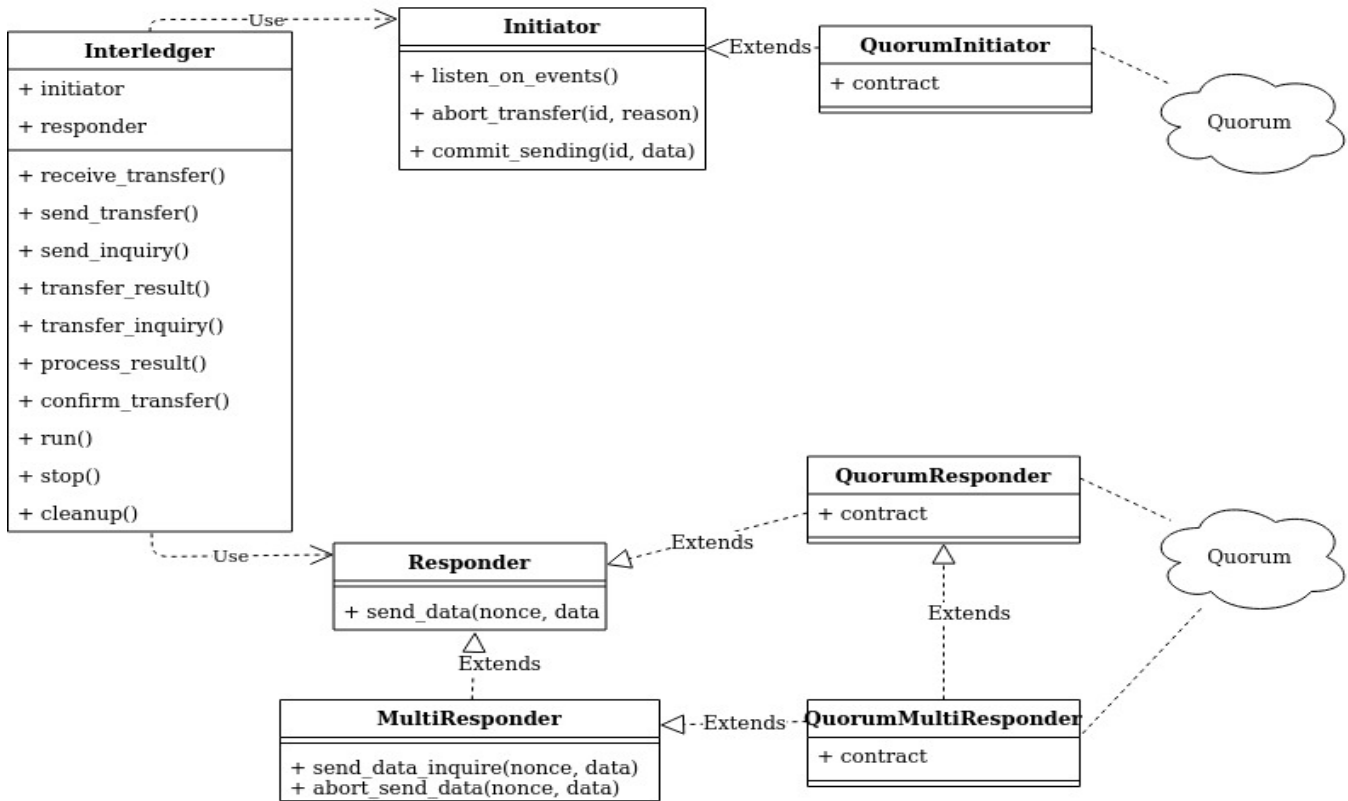 Use
Interledger
+ initiator
+ responder
+ receive_transfer()
+ send_transfer()
+ send_inquiry()
+ transfer_result()
+ transfer_inquiry()
+ process_result()
+ confirm_transfer()
+ run()
+ stop()
+ cleanup()
Initiator
+ listen_on_events()
+ abort_transfer(id, reason)
+ commit_sending(id, data)
Extends
QuorumInitiator
+ contract
Quorum
Use
Responder
+ send_data(nonce, data
Extends
QuorumResponder
+ contract
Quorum
Extends
Extends
MultiResponder
+ send_data_inquire(nonce, data)
+ abort_send_data(nonce, data)
Extends
QuorumMultiResponder
+ contract